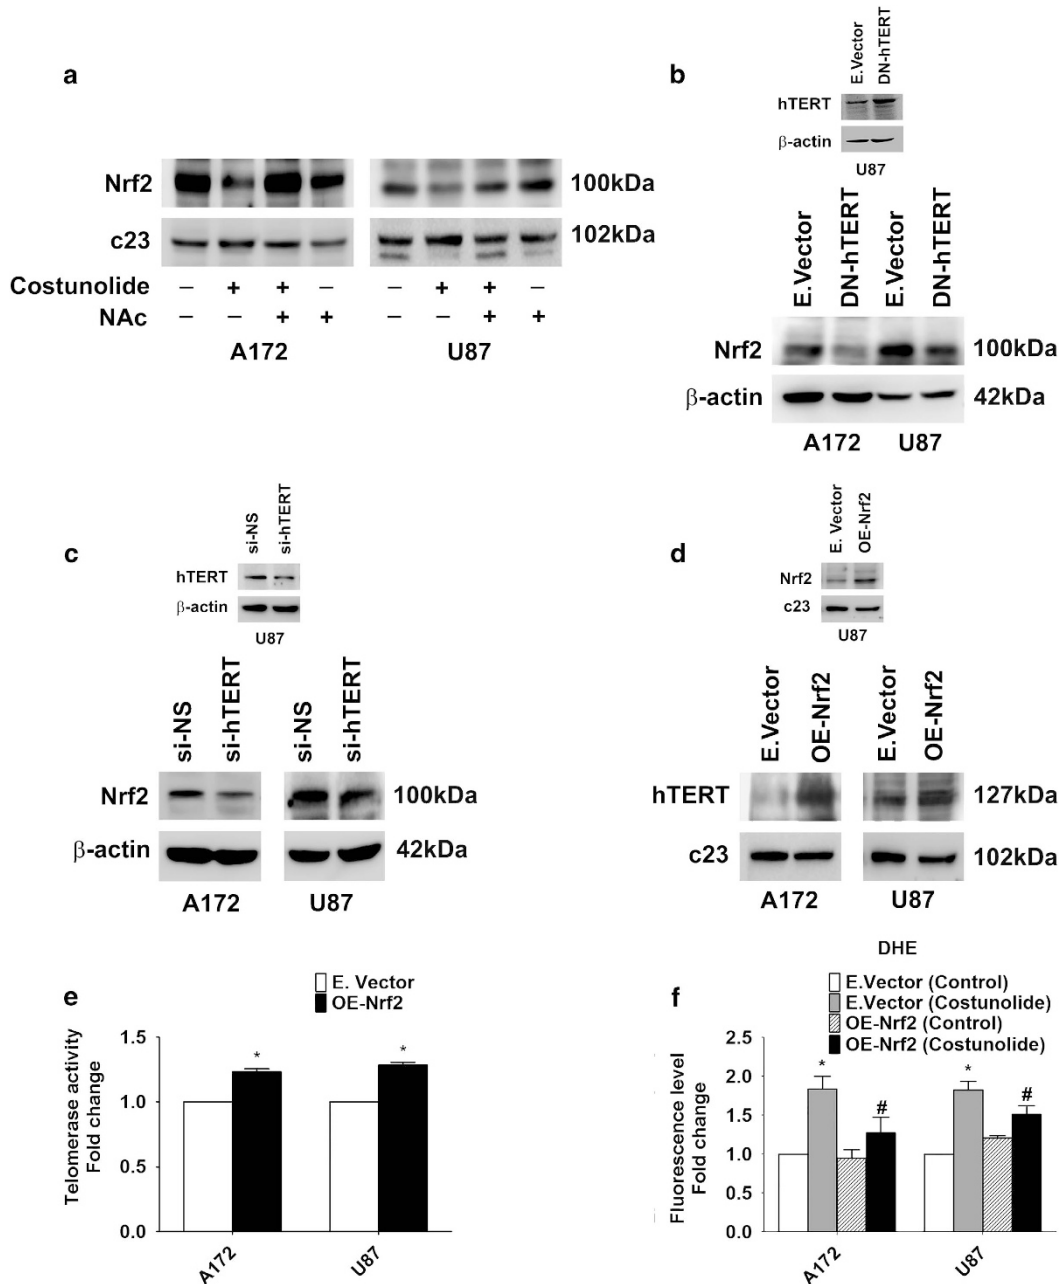 a
Nrf2 100kDa
c23 102kDa
Costunolide − + + − − + + −
NAc − − + + − − + +
A172 U87
b
E.Vector DN-hTERT
hTERT
β-actin
U87
E.Vector DN-hTERT E.Vector DN-hTERT
Nrf2 100kDa
β-actin 42kDa
A172 U87
c
si-NS si-hTERT
hTERT
β-actin
U87
si-NS si-hTERT si-NS si-hTERT
Nrf2 100kDa
β-actin 42kDa
A172 U87
d
E. Vector OE-Nrf2
Nrf2
c23
U87
E.Vector OE-Nrf2 E.Vector OE-Nrf2
hTERT 127kDa
c23 102kDa
A172 U87
e
E. Vector
OE-Nrf2
Telomerase activity
Fold change
1.5
1.0
0.5
0.0
* *
A172 U87
f
DHE
E.Vector (Control)
E.Vector (Costunolide)
OE-Nrf2 (Control)
OE-Nrf2 (Costunolide)
Fluorescence level
Fold change
2.5
2.0
1.5
1.0
0.5
0.0
* # * #
A172 U87